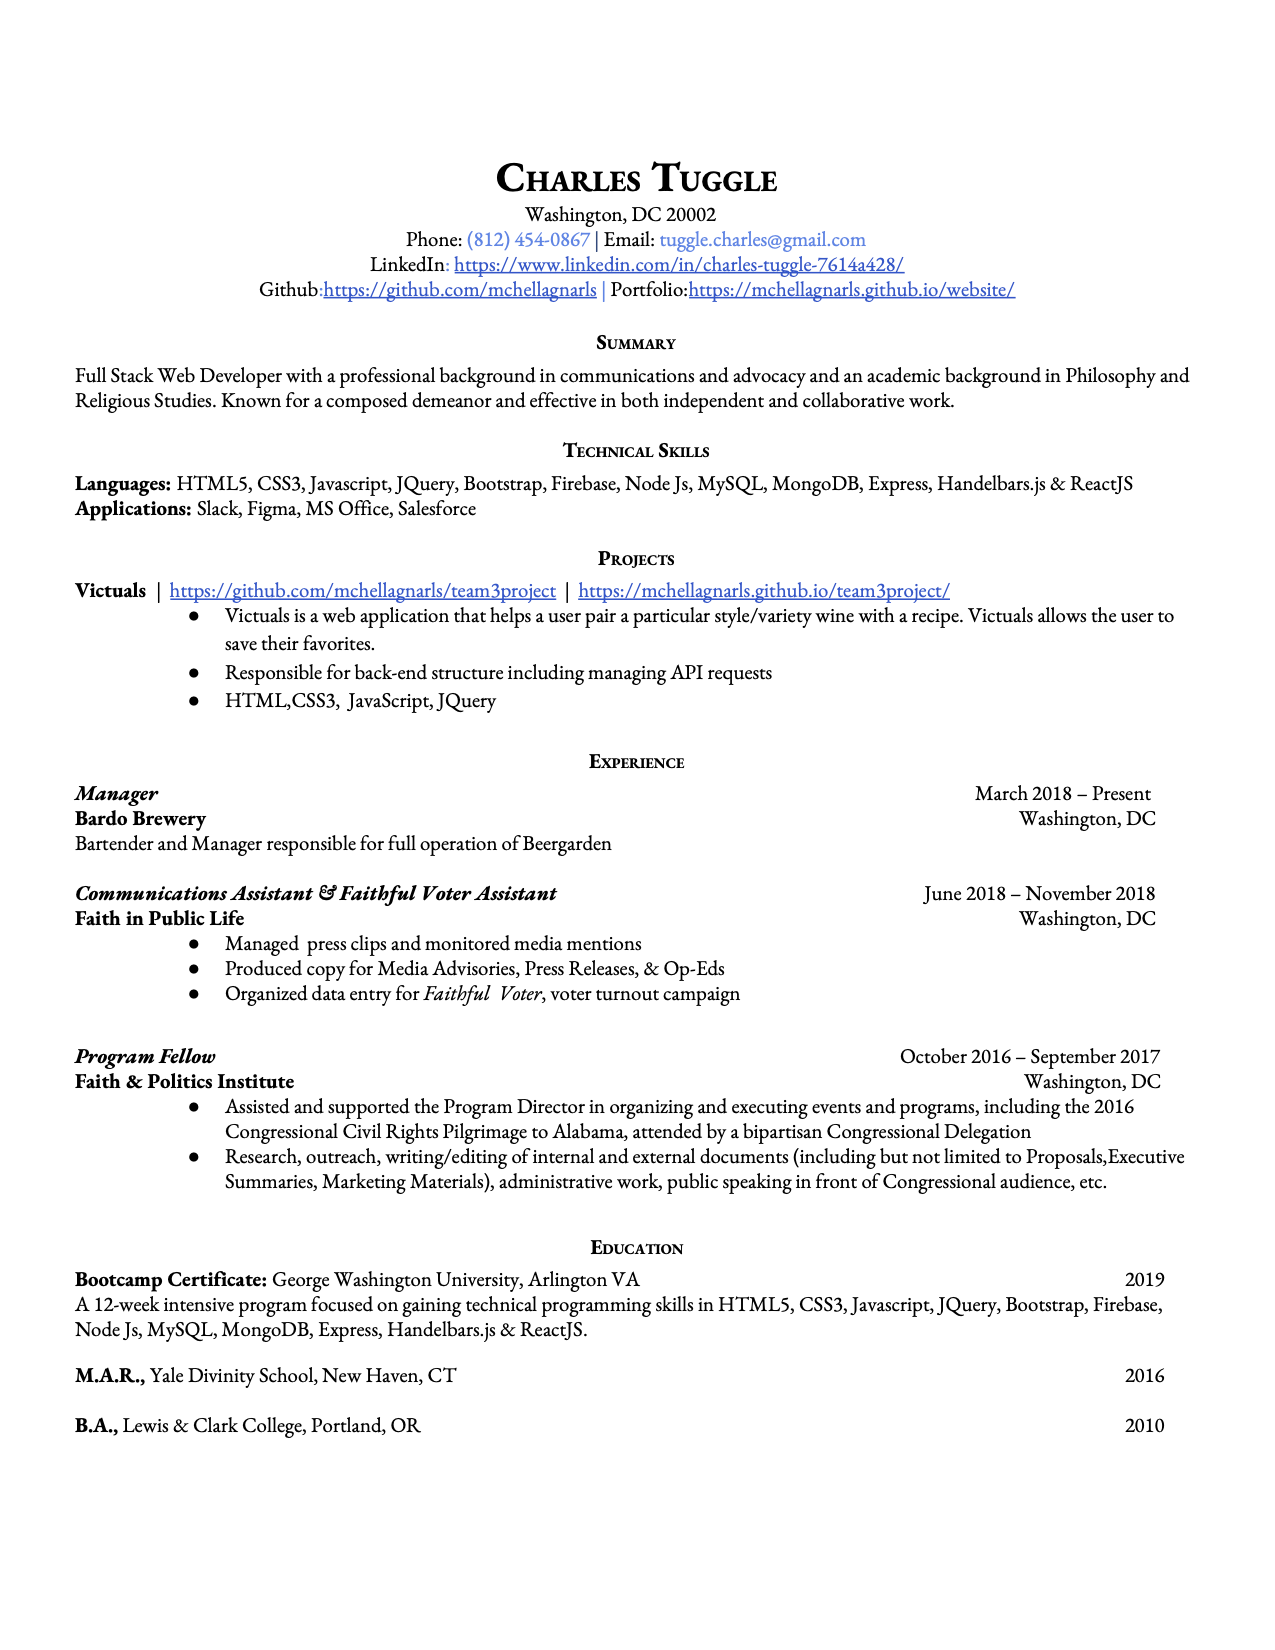 Charles Tuggle
Washington, DC 20002
Phone: (812) 454-0867 | Email: tuggle.charles@gmail.com
LinkedIn: https://www.linkedin.com/in/charles-tuggle-7614a428/
Github:https://github.com/mchellagnarls | Portfolio:https://mchellagnarls.github.io/website/
Summary
Full Stack Web Developer with a professional background in communications and advocacy and an academic background in Philosophy and
Religious Studies. Known for a composed demeanor and effective in both independent and collaborative work.
Technical Skills
Languages: HTML5, CSS3, Javascript, JQuery, Bootstrap, Firebase, Node Js, MySQL, MongoDB, Express, Handelbars.js & ReactJS
Applications: Slack, Figma, MS Office, Salesforce
Projects
Victuals | https://github.com/mchellagnarls/team3project | https://mchellagnarls.github.io/team3project/
● Victuals is a web application that helps a user pair a particular style/variety wine with a recipe. Victuals allows the user to
save their favorites.
● Responsible for back-end structure including managing API requests
● HTML,CSS3, JavaScript, JQuery
Experience
Manager March 2018 – Present
Bardo Brewery Washington, DC
Bartender and Manager responsible for full operation of Beergarden
Communications Assistant & Faithful Voter Assistant June 2018 – November 2018
Faith in Public Life Washington, DC
● Managed press clips and monitored media mentions
● Produced copy for Media Advisories, Press Releases, & Op-Eds
● Organized data entry for Faithful Voter, voter turnout campaign
Program Fellow October 2016 – September 2017
Faith & Politics Institute Washington, DC
● Assisted and supported the Program Director in organizing and executing events and programs, including the 2016
Congressional Civil Rights Pilgrimage to Alabama, attended by a bipartisan Congressional Delegation
● Research, outreach, writing/editing of internal and external documents (including but not limited to Proposals,Executive
Summaries, Marketing Materials), administrative work, public speaking in front of Congressional audience, etc.
Education
Bootcamp Certificate: George Washington University, Arlington VA 2019
A 12-week intensive program focused on gaining technical programming skills in HTML5, CSS3, Javascript, JQuery, Bootstrap, Firebase,
Node Js, MySQL, MongoDB, Express, Handelbars.js & ReactJS.
M.A.R., Yale Divinity School, New Haven, CT 2016
B.A., Lewis & Clark College, Portland, OR 2010